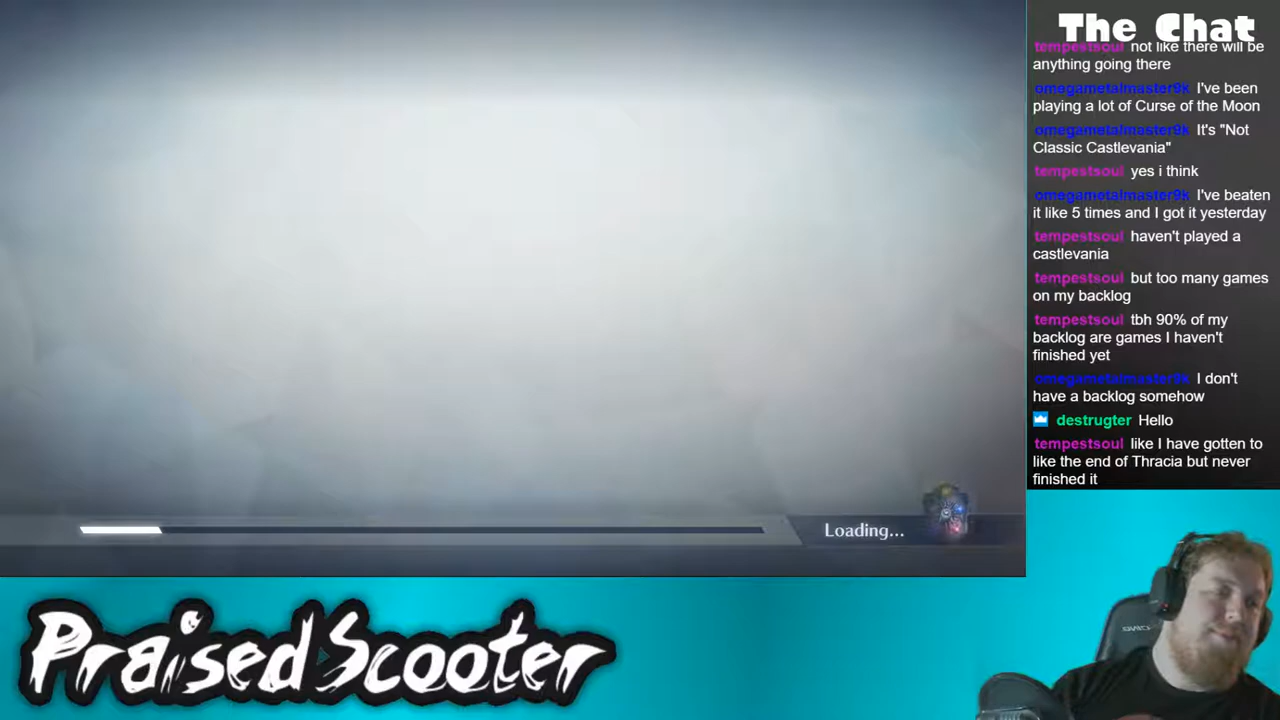 The Chat
tempestsoul not like there will be
anything going there
omegametalmaster9k I've been
playing a lot of Curse of the Moon
omegametalmaster9k It's "Not
Classic Castlevania"
tempestsoul yes i think
omegametalmaster9k I've beaten
it like 5 times and I got it yesterday
tempestsoul haven't played a
castlevania
tempestsoul but too many games
on my backlog
tempestsoul tbh 90% of my
backlog are games I haven't
finished yet
omegametalmaster9k I don't
have a backlog somehow
destrugter Hello
tempestsoul like I have gotten to
like the end of Thracia but never
finished it
Loading...
PraisedScooter